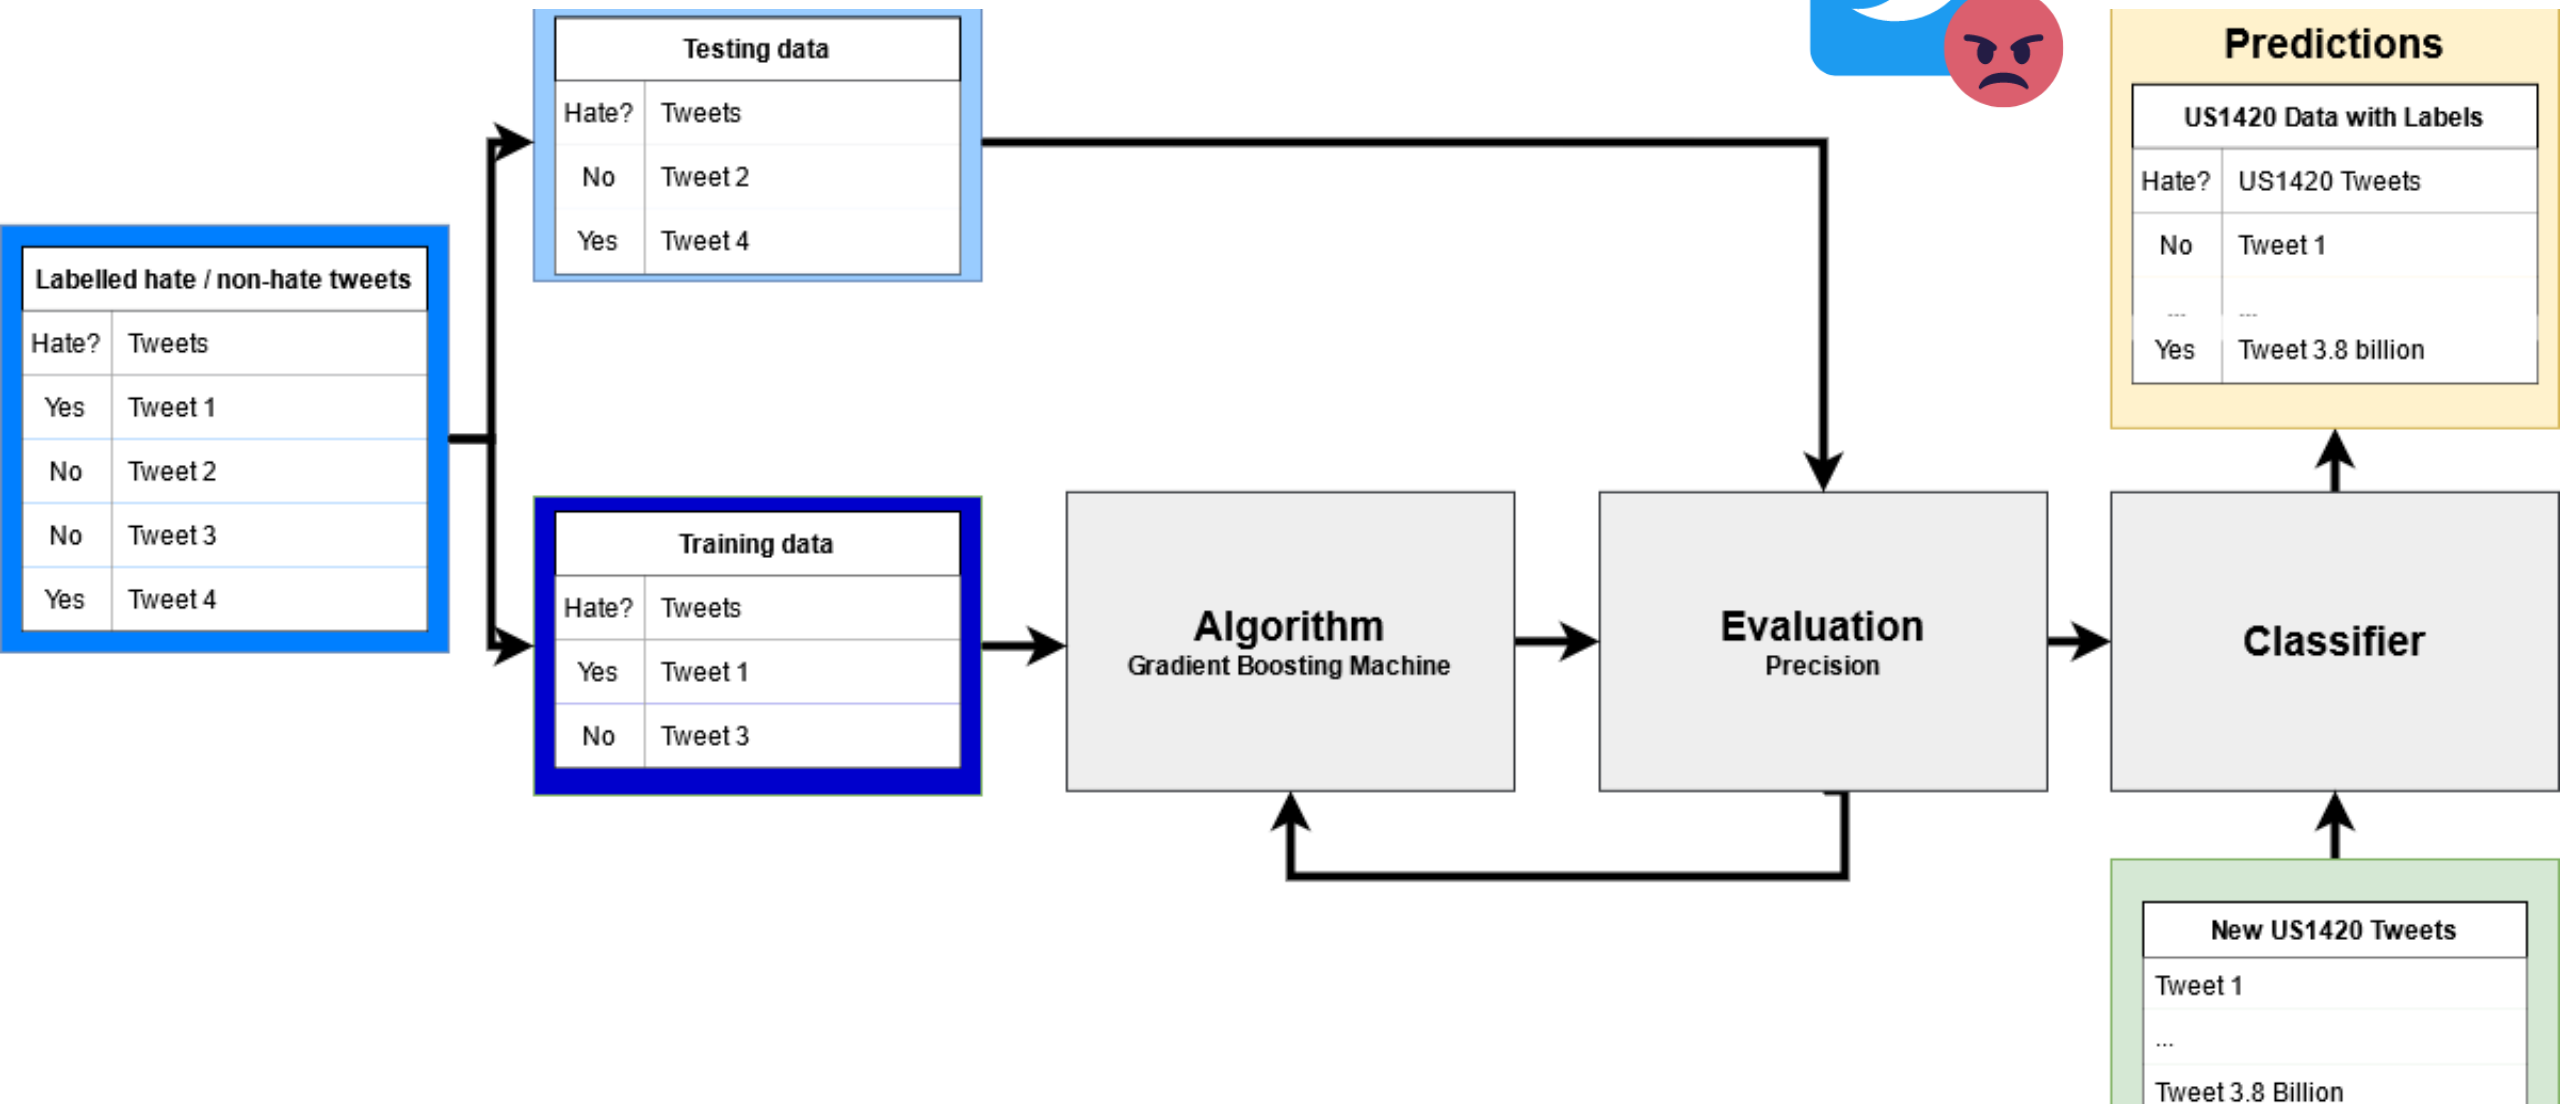 Labelled hate / non-hate tweets
Hate? Tweets
Yes Tweet 1
No Tweet 2
No Tweet 3
Yes Tweet 4
Testing data
Hate? Tweets
No Tweet 2
Yes Tweet 4
Training data
Hate? Tweets
Yes Tweet 1
No Tweet 3
Algorithm
Gradient Boosting Machine
Evaluation
Precision
Classifier
Predictions
US1420 Data with Labels
Hate? US1420 Tweets
No Tweet 1
... ...
Yes Tweet 3.8 billion
New US1420 Tweets
Tweet 1
...
Tweet 3.8 Billion